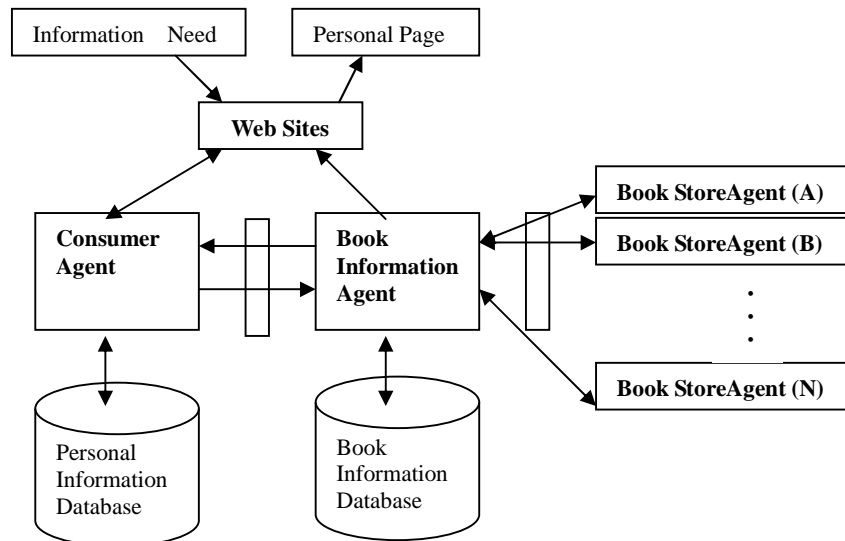 Information Need
Personal Page
Web Sites
Book StoreAgent (A)
Consumer
Agent
Book
Information
Agent
Book StoreAgent (B)
.
.
.
Book StoreAgent (N)
Personal
Information
Database
Book
Information
Database